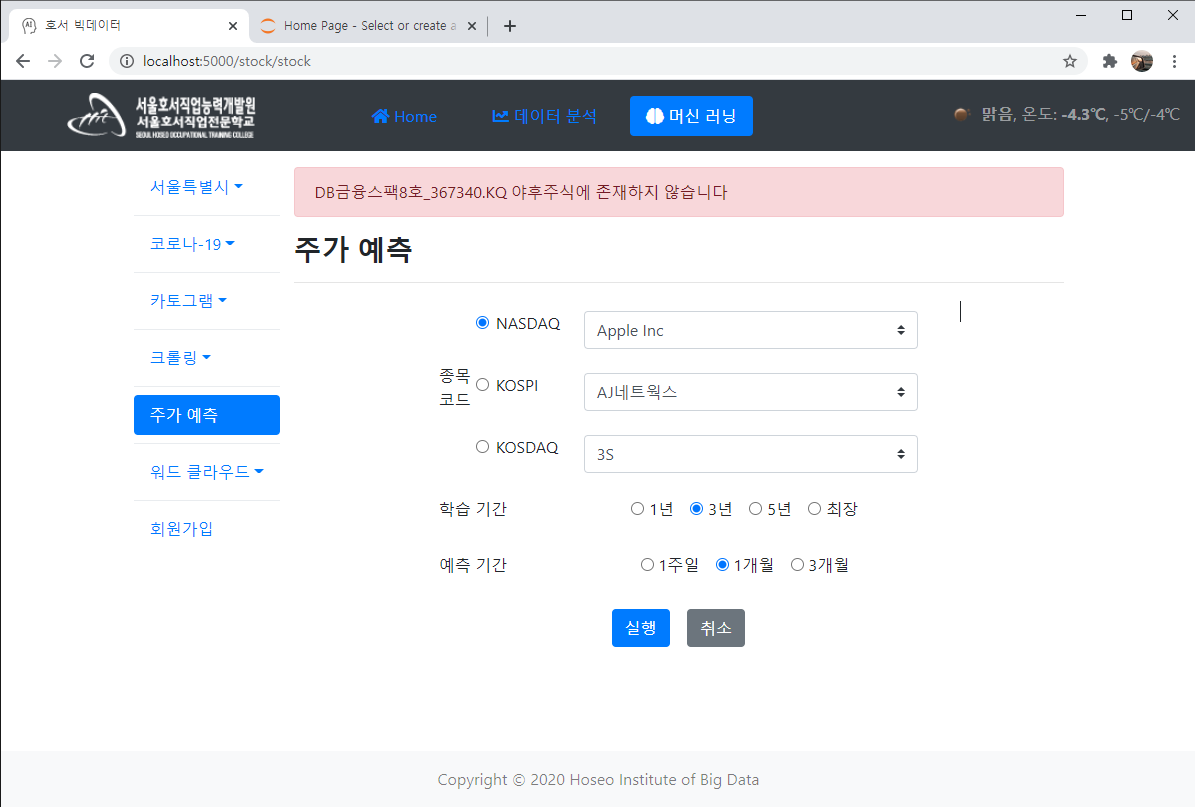 호서 빅데이터
Home Page - Select or create a
localhost:5000/stock/stock
서울호서직업능력개발원
서울호서직업전문학교
SEOUL HOSEO OCCUPATIONAL TRAINING COLLEGE
Home
데이터 분석
머신 러닝
맑음, 온도: -4.3℃, -5℃/-4℃
서울특별시
코로나-19
카토그램
크롤링
주가 예측
워드 클라우드
회원가입
DB금융스팩8호_367340.KQ 야후주식에 존재하지 않습니다
주가 예측
종목
코드
NASDAQ
Apple Inc
KOSPI
AJ네트웍스
KOSDAQ
3S
학습 기간
1년 3년 5년 최장
예측 기간
1주일 1개월 3개월
실행
취소
Copyright © 2020 Hoseo Institute of Big Data